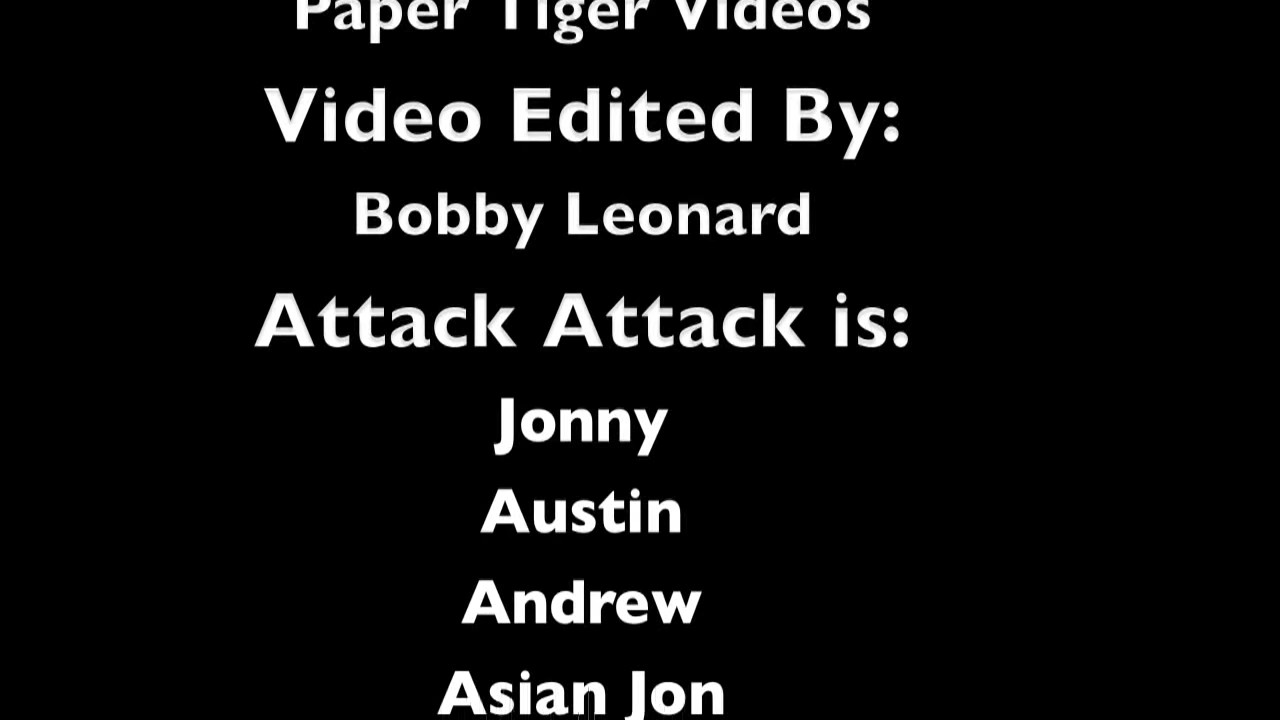 Paper Tiger Videos
Video Edited By:
Bobby Leonard
Attack Attack is:
Jonny
Austin
Andrew
Asian Jon